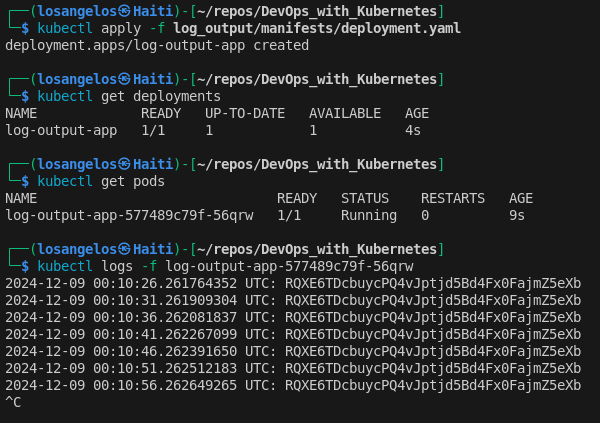 ┌──(losangelos㉿Haiti)-[~/repos/DevOps_with_Kubernetes]
└─$ kubectl apply -f log_output/manifests/deployment.yaml
deployment.apps/log-output-app created
┌──(losangelos㉿Haiti)-[~/repos/DevOps_with_Kubernetes]
└─$ kubectl get deployments
NAME             READY   UP-TO-DATE   AVAILABLE   AGE
log-output-app   1/1     1            1           4s
┌──(losangelos㉿Haiti)-[~/repos/DevOps_with_Kubernetes]
└─$ kubectl get pods
NAME                              READY   STATUS    RESTARTS   AGE
log-output-app-577489c79f-56qrw   1/1     Running   0          9s
┌──(losangelos㉿Haiti)-[~/repos/DevOps_with_Kubernetes]
└─$ kubectl logs -f log-output-app-577489c79f-56qrw
2024-12-09 00:10:26.261764352 UTC: RQXE6TDcbuycPQ4vJptjd5Bd4Fx0FajmZ5eXb
2024-12-09 00:10:31.261909304 UTC: RQXE6TDcbuycPQ4vJptjd5Bd4Fx0FajmZ5eXb
2024-12-09 00:10:36.262081837 UTC: RQXE6TDcbuycPQ4vJptjd5Bd4Fx0FajmZ5eXb
2024-12-09 00:10:41.262267099 UTC: RQXE6TDcbuycPQ4vJptjd5Bd4Fx0FajmZ5eXb
2024-12-09 00:10:46.262391650 UTC: RQXE6TDcbuycPQ4vJptjd5Bd4Fx0FajmZ5eXb
2024-12-09 00:10:51.262512183 UTC: RQXE6TDcbuycPQ4vJptjd5Bd4Fx0FajmZ5eXb
2024-12-09 00:10:56.262649265 UTC: RQXE6TDcbuycPQ4vJptjd5Bd4Fx0FajmZ5eXb
^C